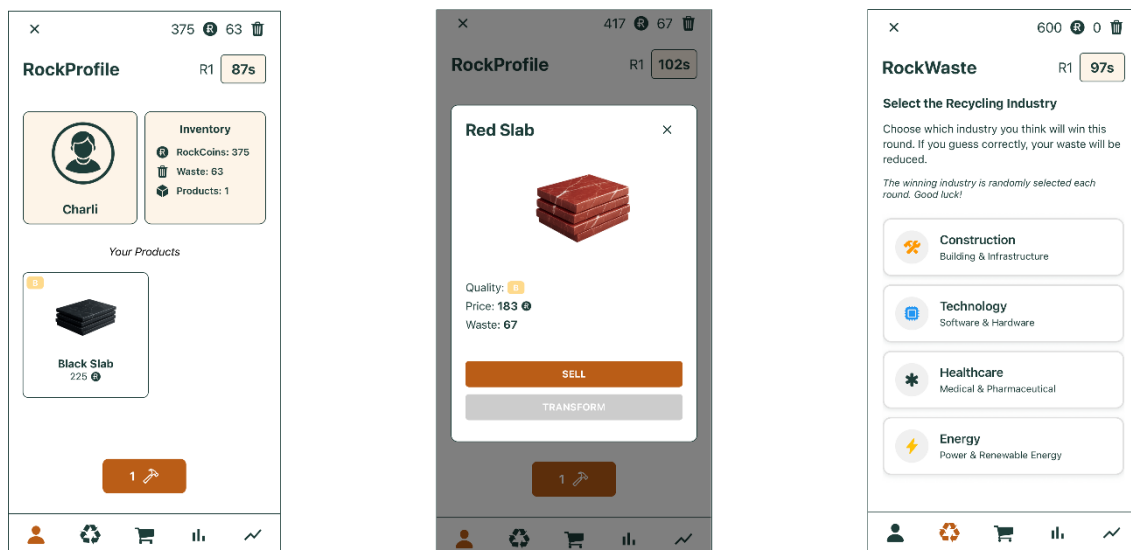 375 R 63
RockProfile
R1 87s
Charli
Inventory
R RockCoins: 375
Waste: 63
Products: 1
Your Products
B
Black Slab
225 R
1
417 R 67
RockProfile
R1 102s
Red Slab
Quality: B
Price: 183 R
Waste: 67
SELL
TRANSFORM
1
600 R 0
RockWaste
R1 97s
Select the Recycling Industry
Choose which industry you think will win this
round. If you guess correctly, your waste will be
reduced.
The winning industry is randomly selected each
round. Good luck!
Construction
Building & Infrastructure
Technology
Software & Hardware
Healthcare
Medical & Pharmaceutical
Energy
Power & Renewable Energy